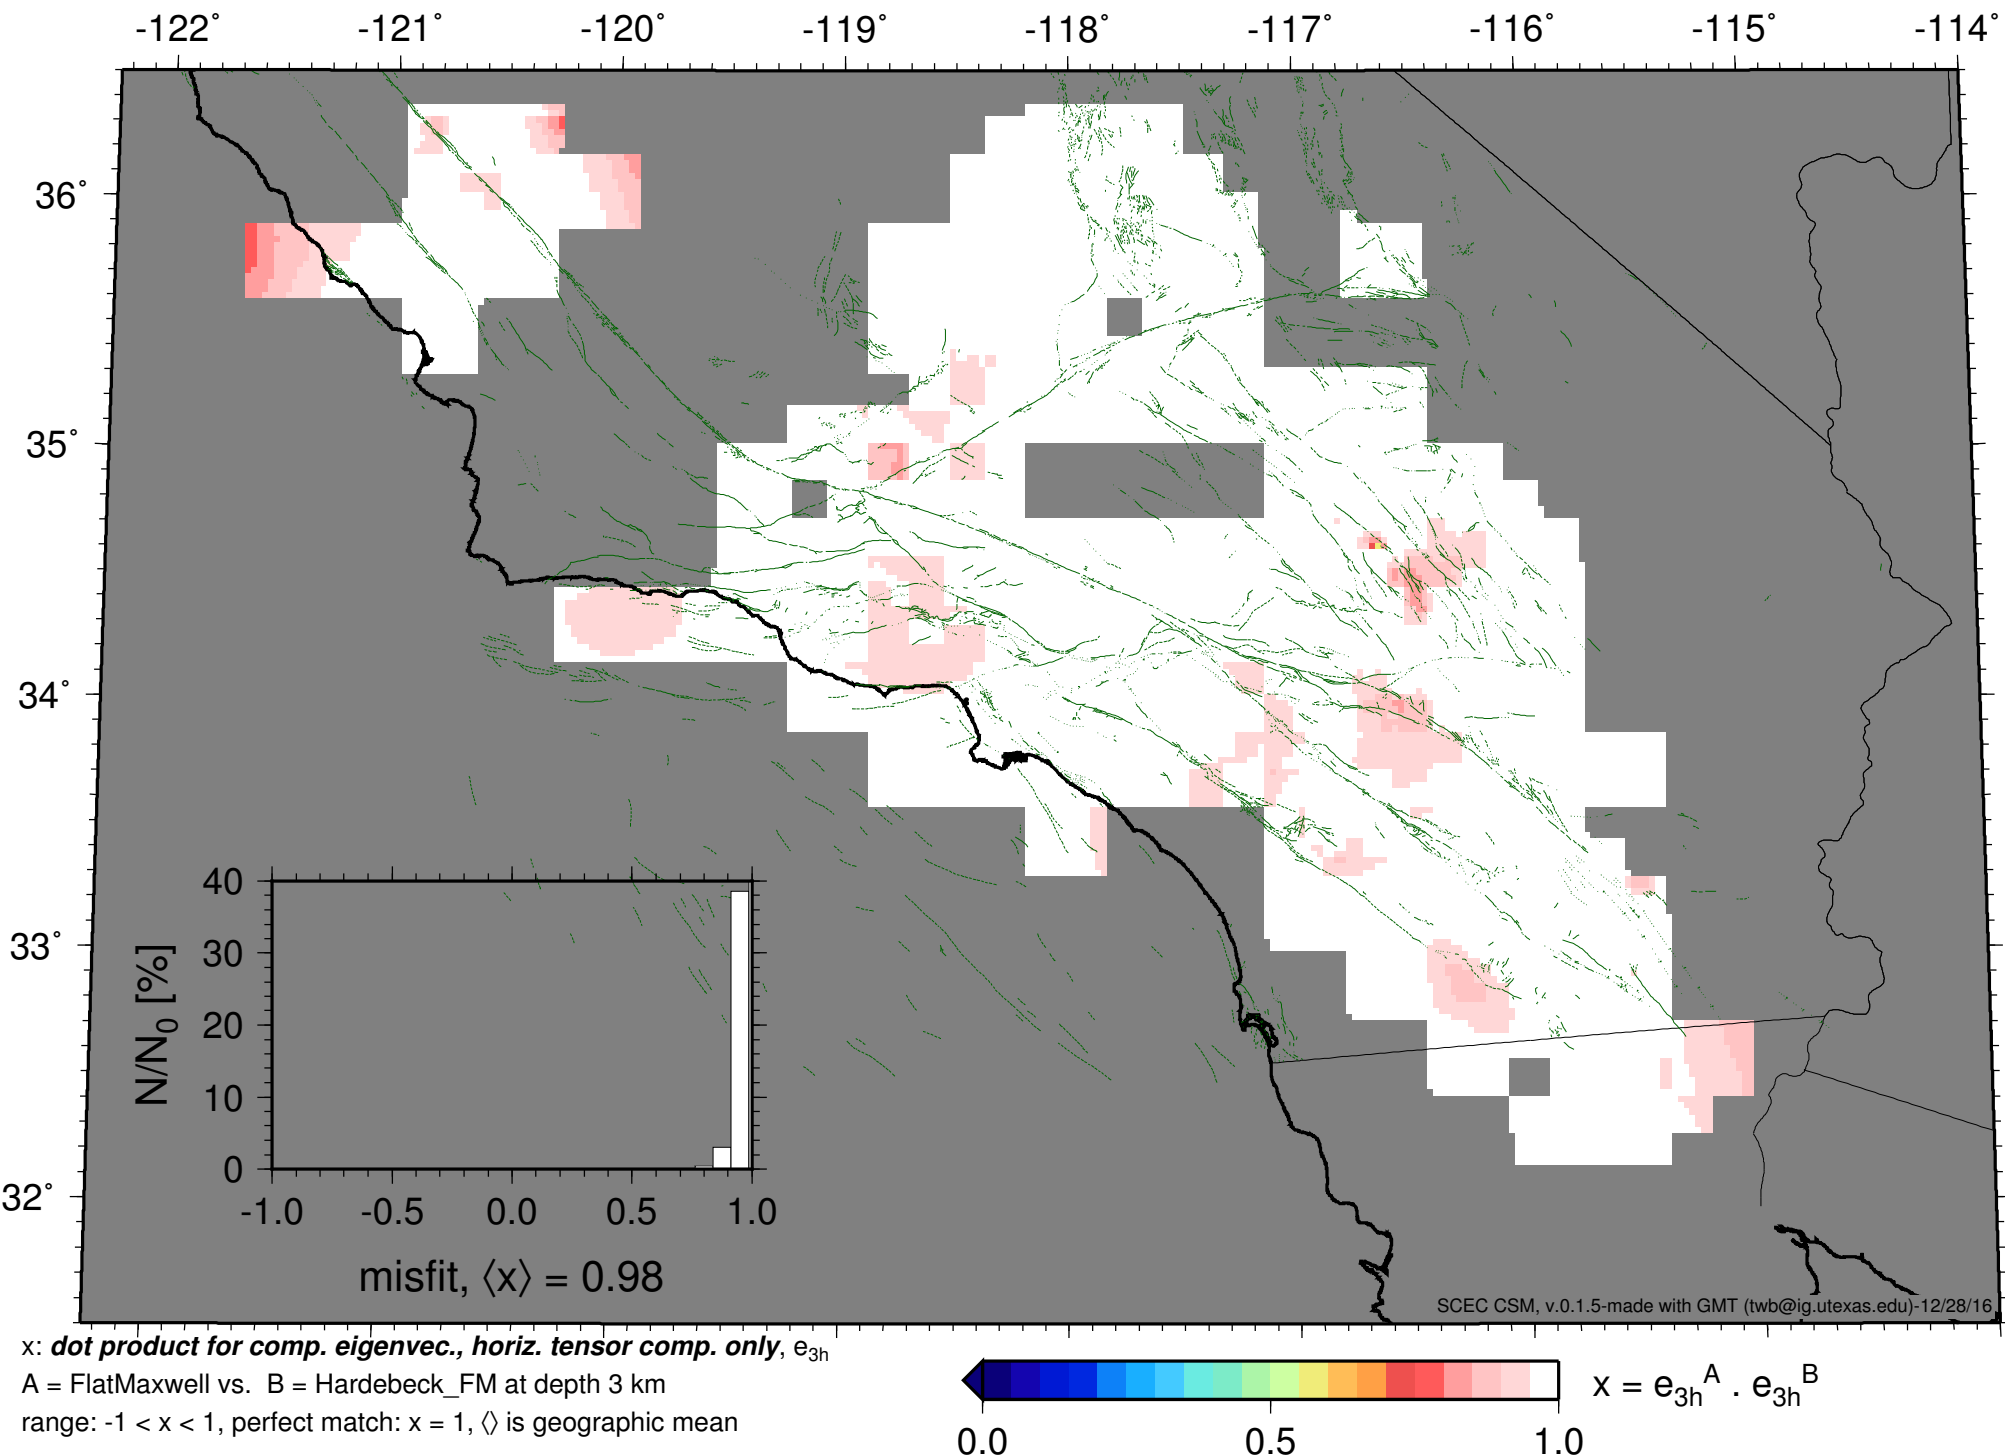 -122° -121° -120° -119° -118° -117° -116° -115° -114°
36°
35°
34°
33°
32°
40
30
20
10
0
N/N0 [%]
-1.0 -0.5 0.0 0.5 1.0
misfit, ⟨x⟩ = 0.98
SCEC CSM, v.0.1.5-made with GMT (twb@ig.utexas.edu)-12/28/16
x: dot product for comp. eigenvec., horiz. tensor comp. only, e3h
A = FlatMaxwell vs. B = Hardebeck_FM at depth 3 km
range: -1 < x < 1, perfect match: x = 1, ⟨⟩ is geographic mean
x = e3h^A . e3h^B
0.0 0.5 1.0